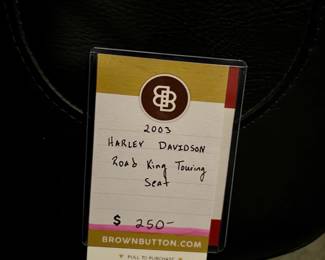 BB
2003
HARLEY DAVIDSON
Road King Touring
Seat
$ 250-
BROWNBUTTON.COM
PULL TO PURCHASE